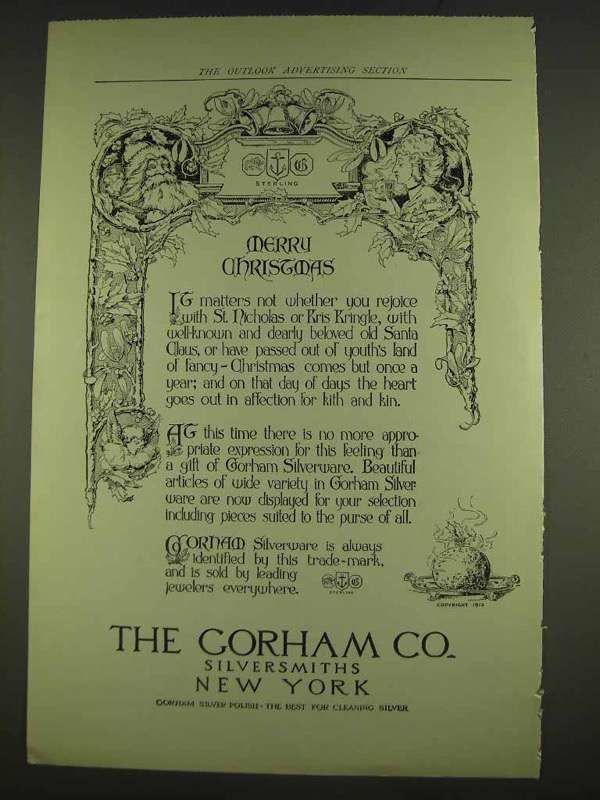 THE OUTLOOK ADVERTISING SECTION
STERLING
MERRY
CHRISTMAS
IT matters not whether you rejoice
with St. Nicholas or Kris Kringle, with
well-known and dearly beloved old Santa
Claus, or have passed out of youth's land
of fancy - Christmas comes but once a
year; and on that day of days the heart
goes out in affection for kith and kin.
AT this time there is no more appro-
priate expression for this feeling than
a gift of Gorham Silverware. Beautiful
articles of wide variety in Gorham Silver
ware are now displayed for your selection
including pieces suited to the purse of all.
GORHAM Silverware is always
identified by this trade-mark,
and is sold by leading
jewelers everywhere.
STERLING
COPYRIGHT 1912
THE GORHAM CO.
SILVERSMITHS
NEW YORK
GORHAM SILVER POLISH - THE BEST FOR CLEANING SILVER